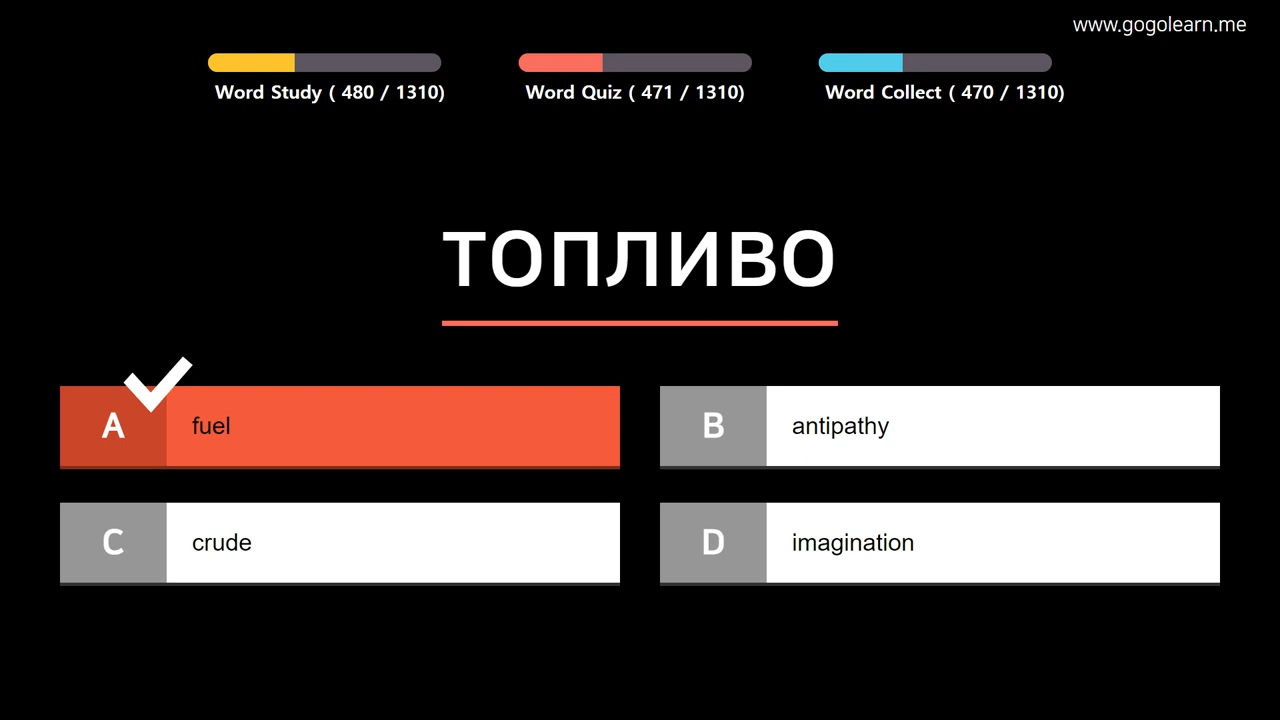 www.gogolearn.me
Word Study ( 480 / 1310)
Word Quiz ( 471 / 1310)
Word Collect ( 470 / 1310)
ТОПЛИВО
A fuel
B antipathy
C crude
D imagination